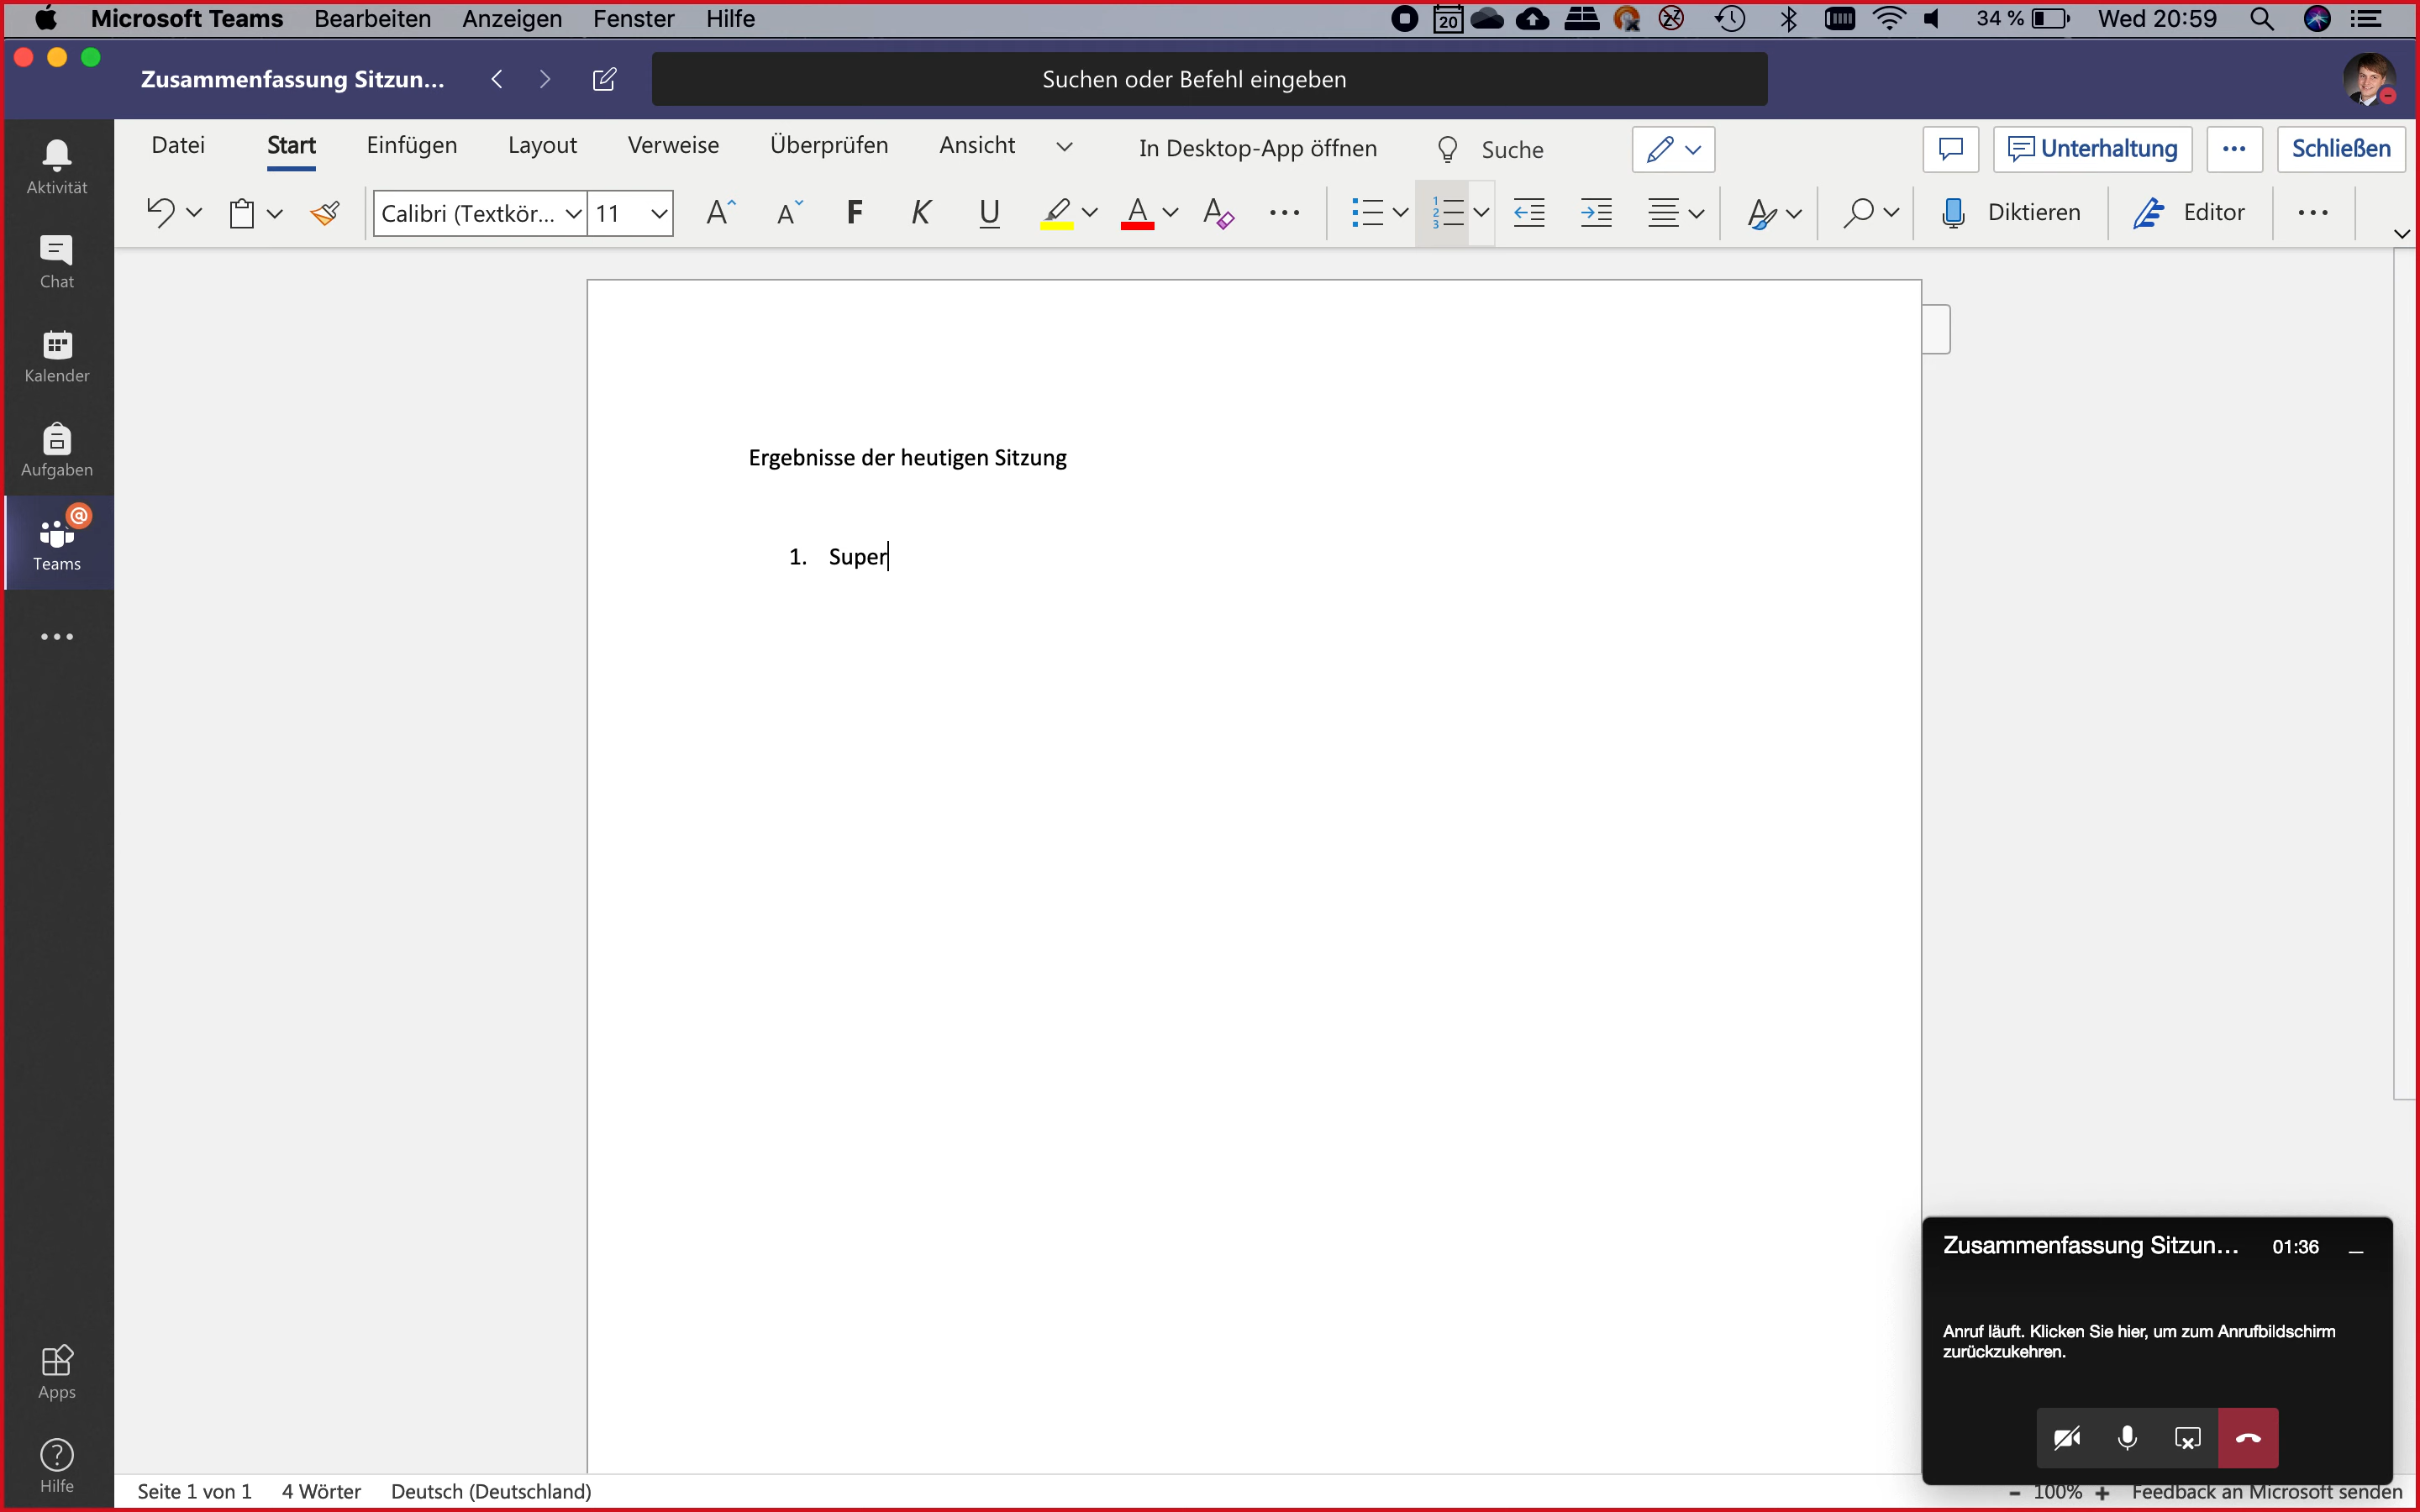 Microsoft Teams Bearbeiten Anzeigen Fenster Hilfe 20 34 % Wed 20:59
Zusammenfassung Sitzun... Suchen oder Befehl eingeben
Datei Start Einfügen Layout Verweise Überprüfen Ansicht In Desktop-App öffnen Suche Unterhaltung Schließen
Calibri (Textkör... 11 A A F K U A A Diktieren Editor
Aktivität
Chat
Kalender
Aufgaben
Teams
Apps
Hilfe
Ergebnisse der heutigen Sitzung
1. Super
Zusammenfassung Sitzun... 01:36
Anruf läuft. Klicken Sie hier, um zum Anrufbildschirm
zurückzukehren.
Seite 1 von 1 4 Wörter Deutsch (Deutschland) - 100% + Feedback an Microsoft senden